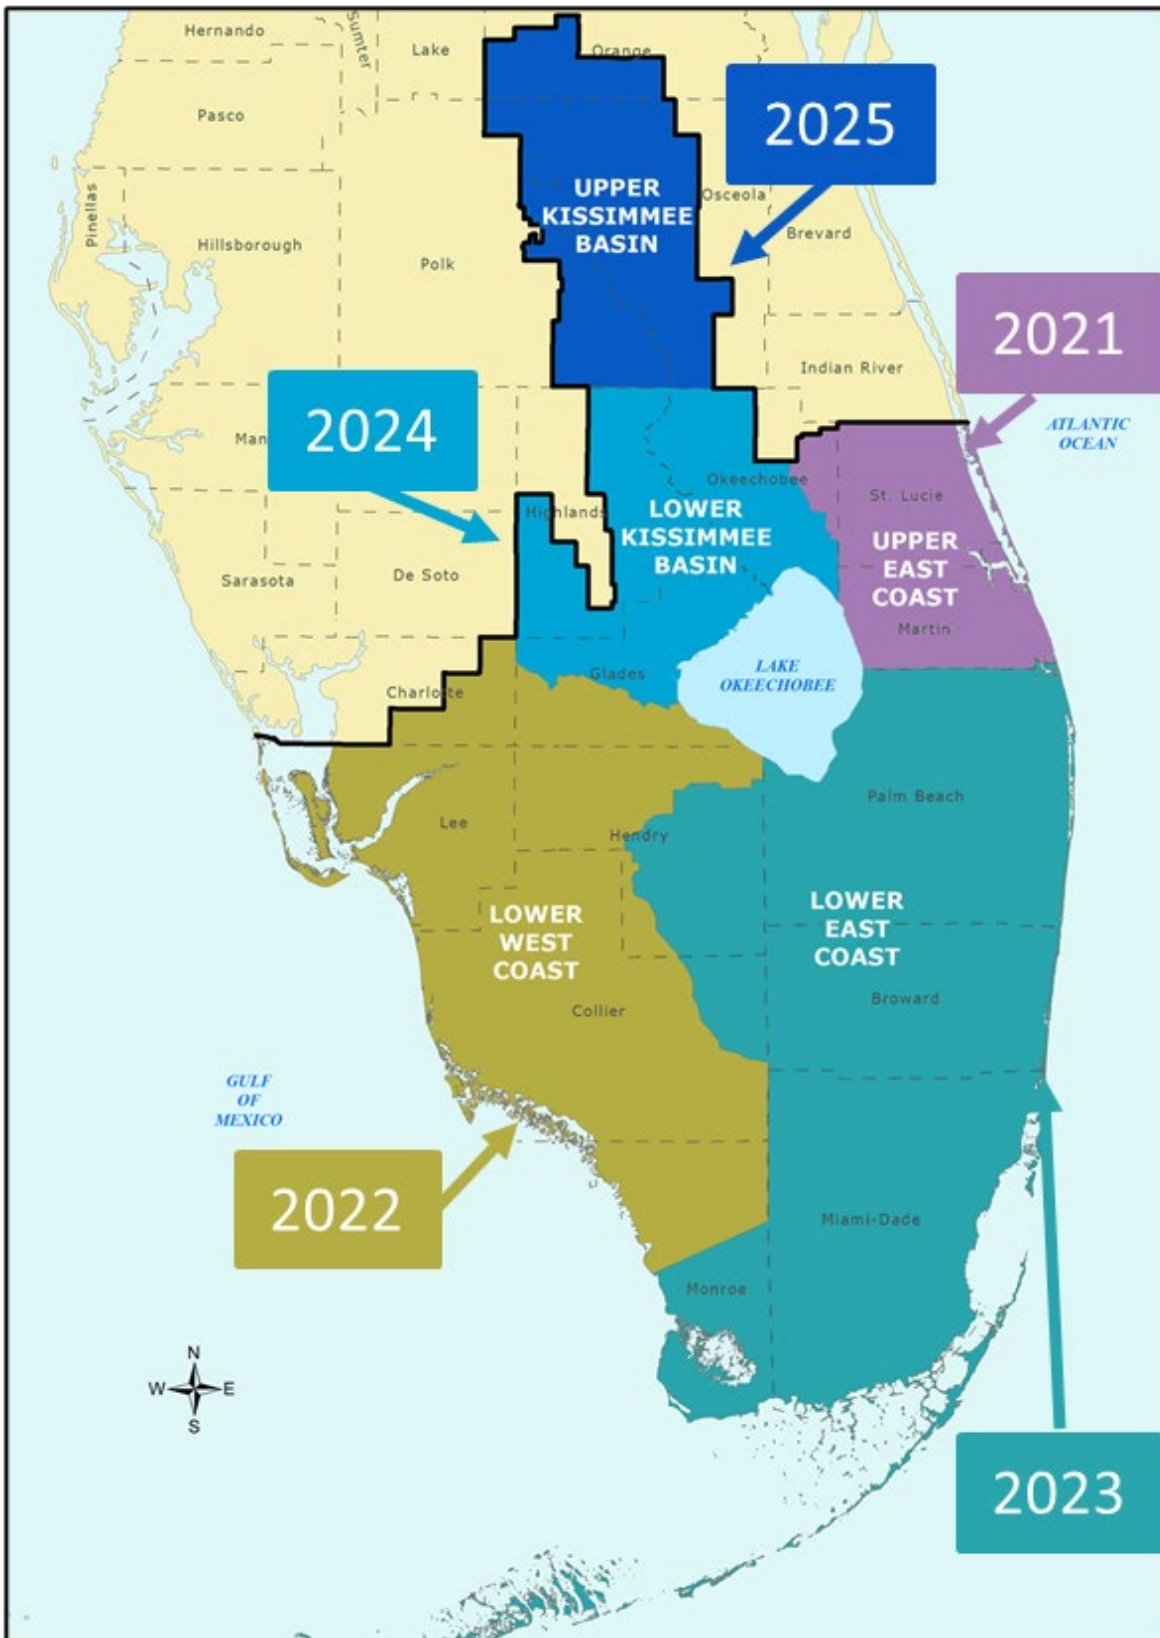 Hernando
Sumter
Lake
Orange
Pasco
2025
Pinellas
UPPER
KISSIMMEE
BASIN
Osceola
Brevard
Hillsborough
Polk
2021
Indian River
2024
Man
ATLANTIC
OCEAN
Okeechobee
St. Lucie
Highlands
LOWER
KISSIMMEE
BASIN
UPPER
EAST
COAST
Sarasota
De Soto
Martin
LAKE
OKEECHOBEE
Glades
Charlotte
Palm Beach
Lee
Hendry
LOWER
WEST
COAST
LOWER
EAST
COAST
Broward
Collier
GULF
OF
MEXICO
2022
Miami-Dade
Monroe
N
W E
S
2023